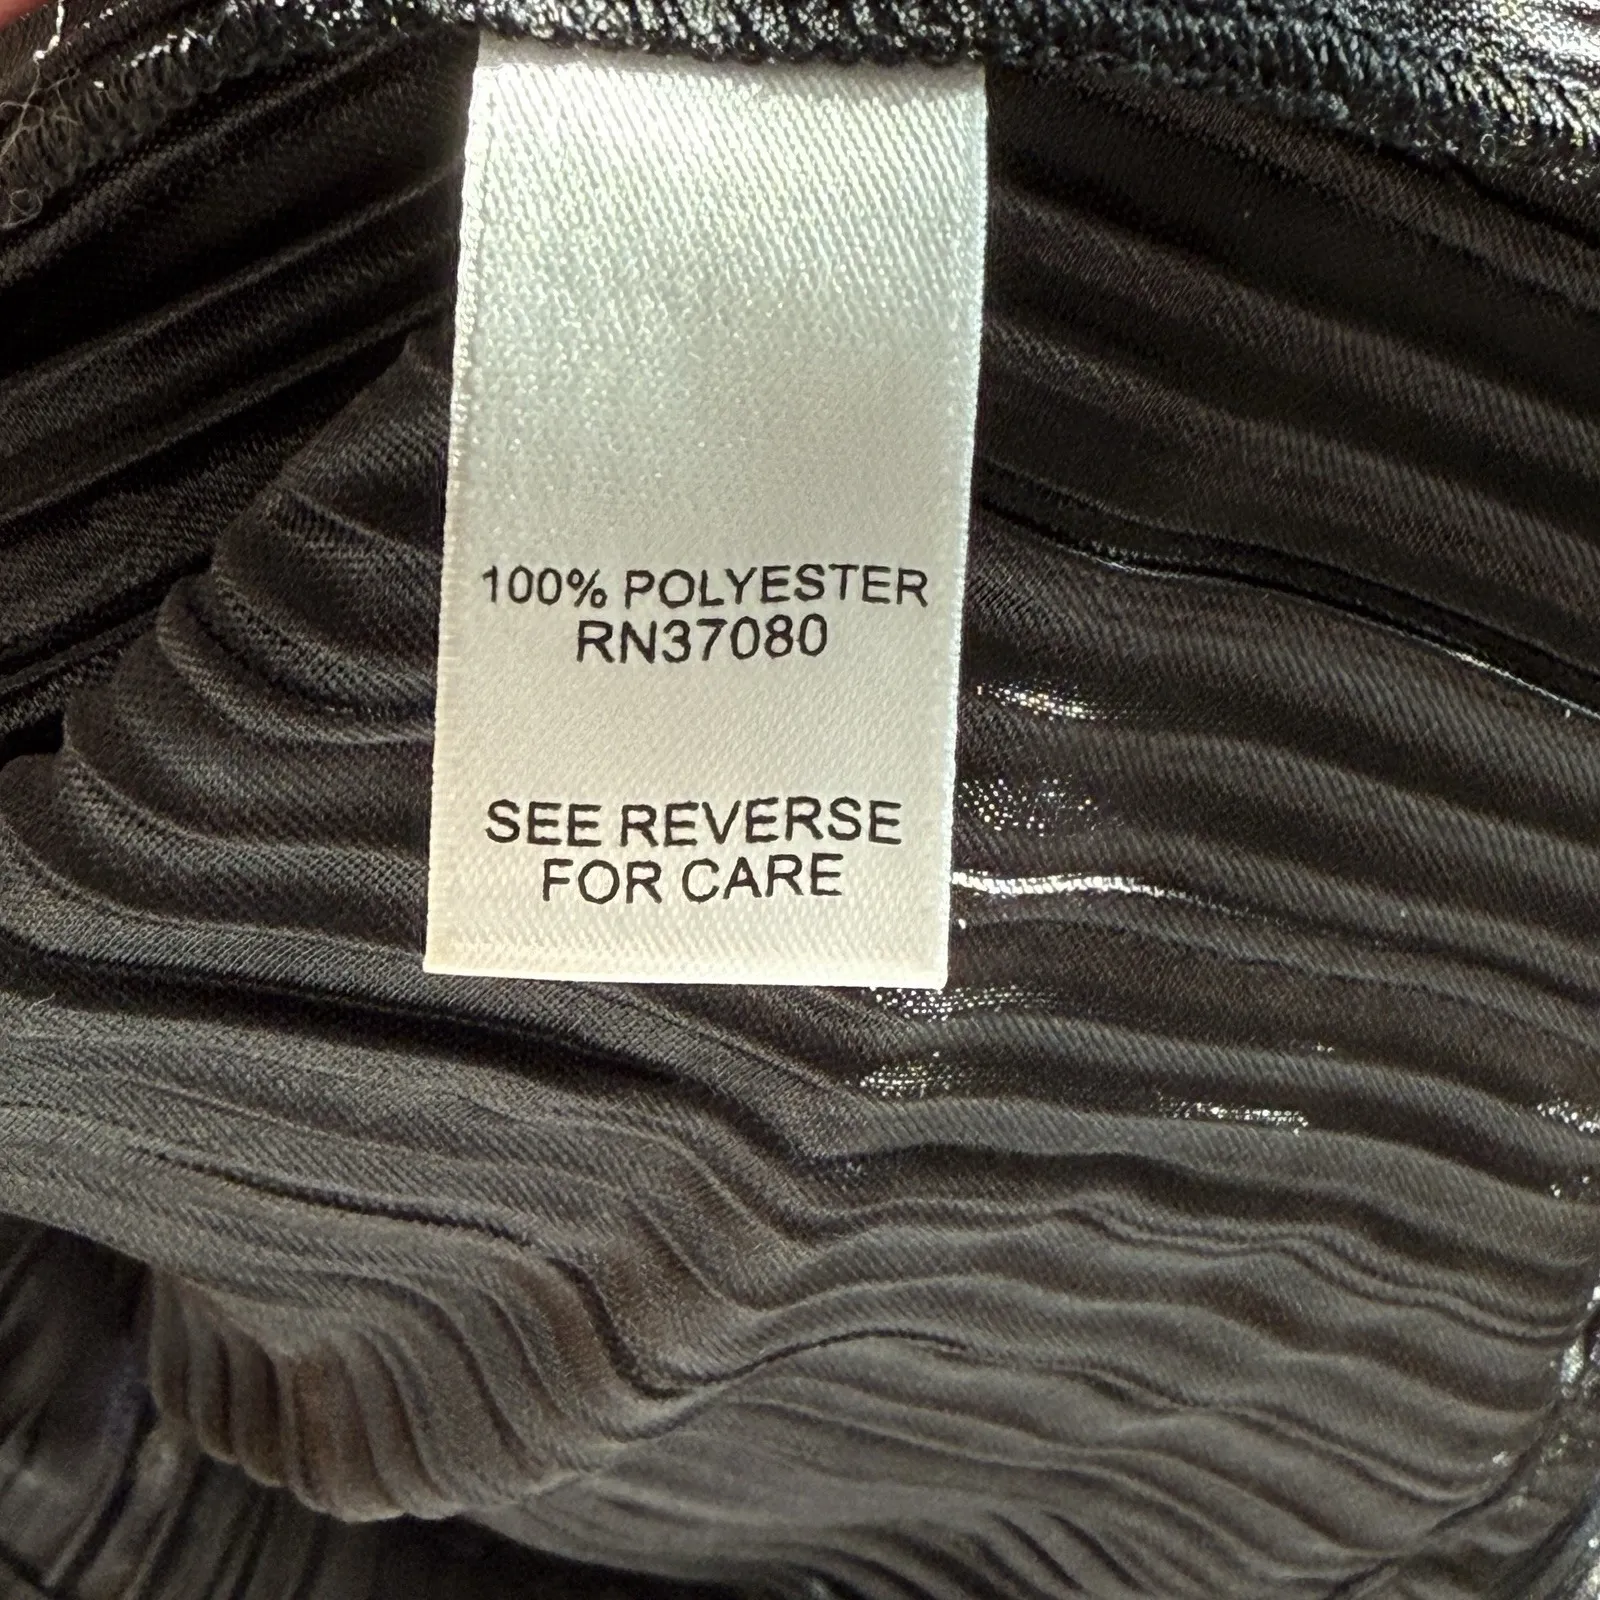 100% POLYESTER
RN37080
SEE REVERSE
FOR CARE